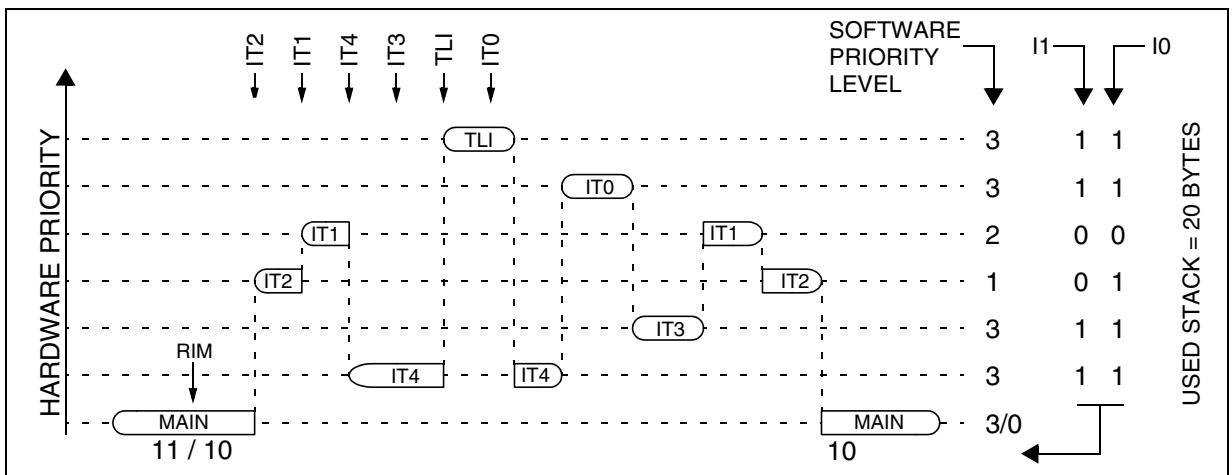 SOFTWARE
PRIORITY
LEVEL
I1
I0
IT2
IT1
IT4
IT3
TLI
IT0
HARDWARE PRIORITY
USED STACK = 20 BYTES
TLI
3
1 1
IT0
3
1 1
IT1
IT1
2
0 0
IT2
IT2
1
0 1
IT3
3
1 1
RIM
IT4
IT4
3
1 1
MAIN
MAIN
3/0
11 / 10
10